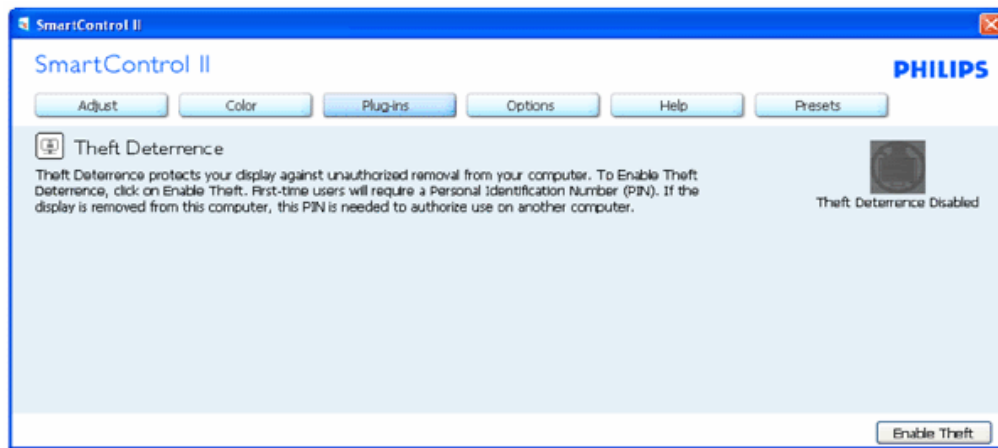 SmartControl II
SmartControl II
PHILIPS
Adjust Color Plug-ins Options Help Presets
Theft Deterrence
Theft Deterrence protects your display against unauthorized removal from your computer. To Enable Theft
Deterrence, click on Enable Theft. First-time users will require a Personal Identification Number (PIN). If the
display is removed from this computer, this PIN is needed to authorize use on another computer.
Theft Deterrence Disabled
Enable Theft